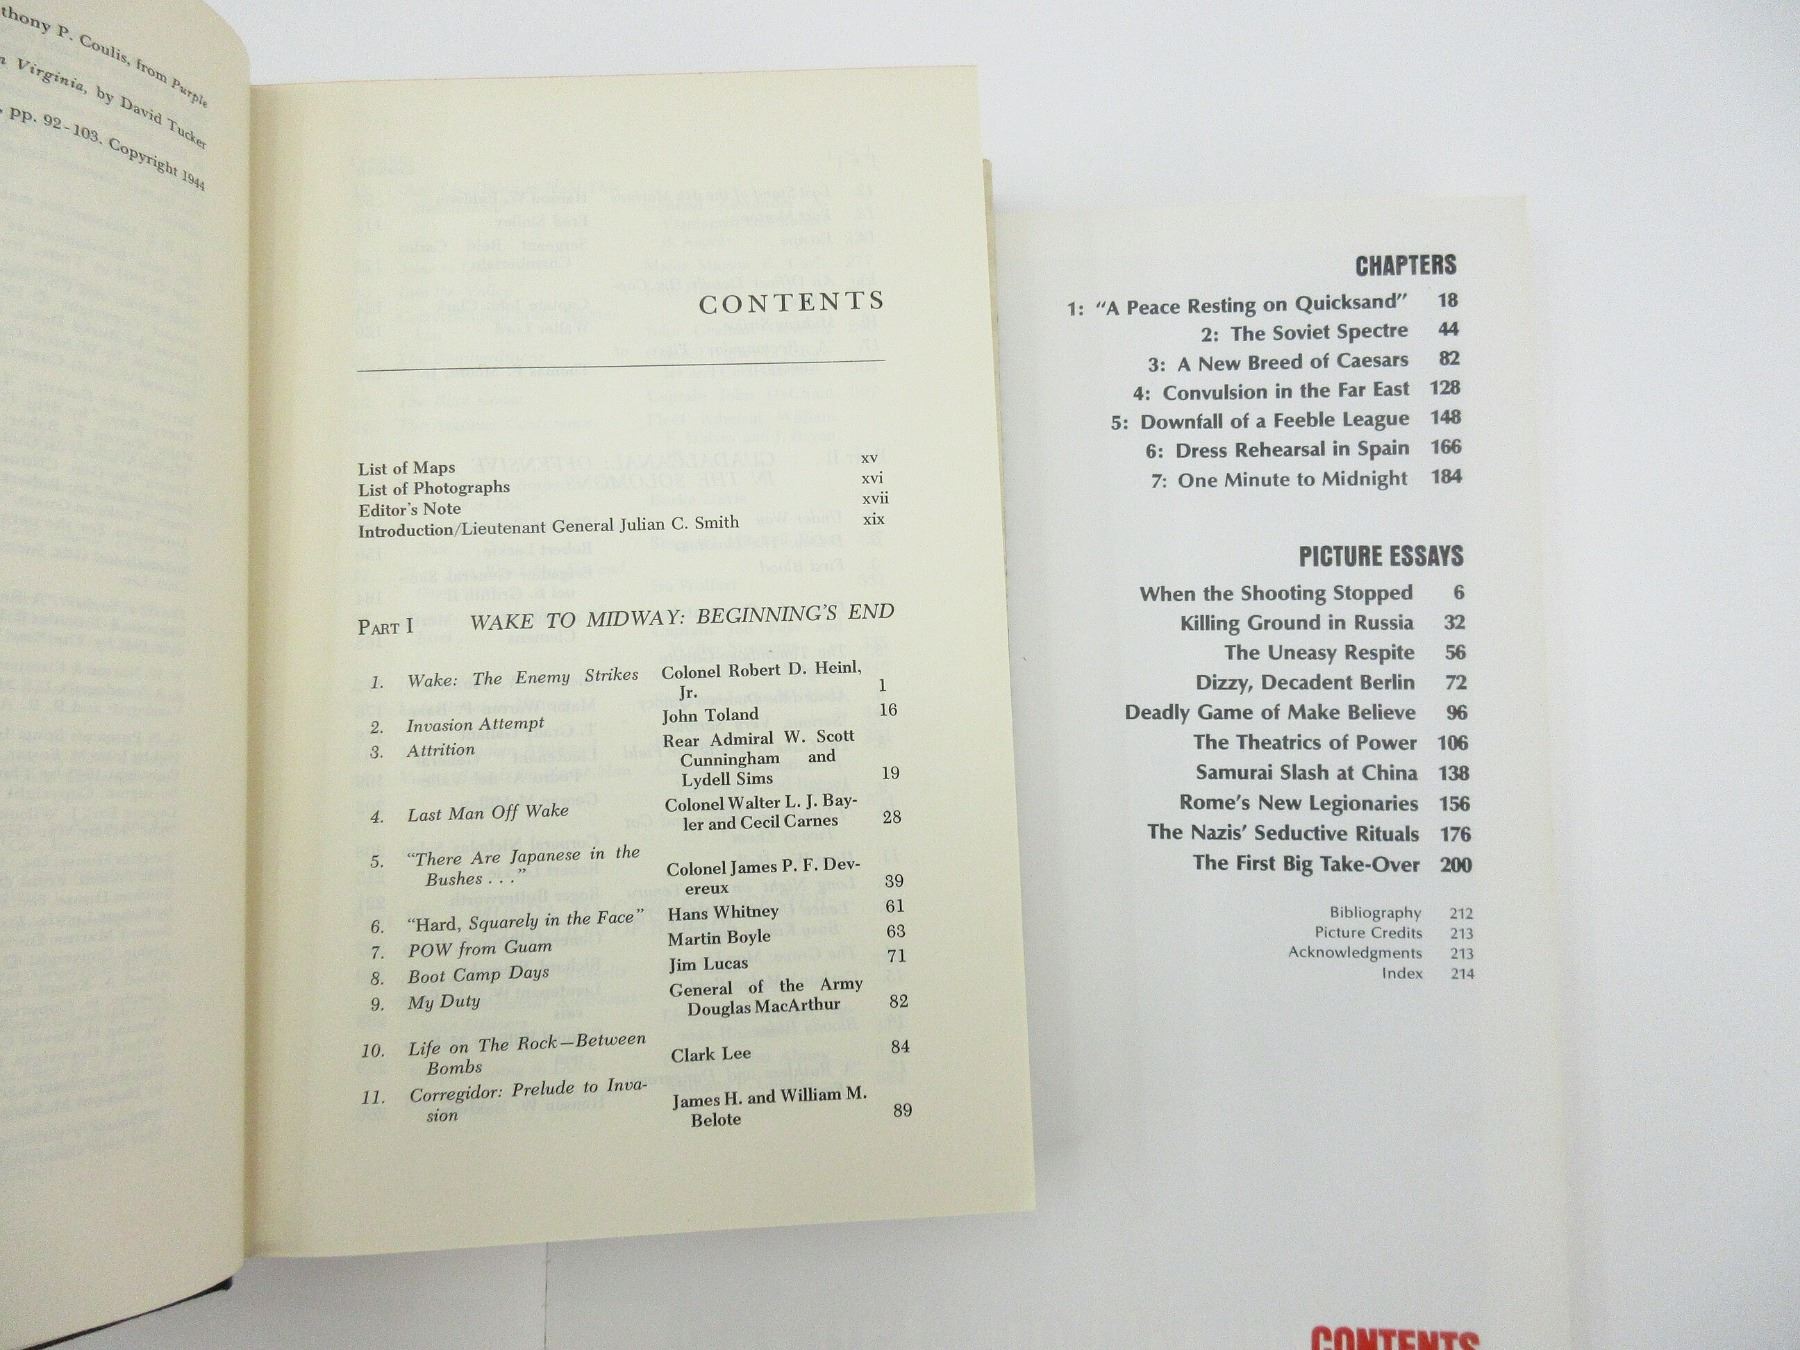 thony P. Coulis, from Purple
Virginia, by David Tucker
, pp. 92-103. Copyright 1944
CONTENTS
List of Maps xv
List of Photographs xvi
Editor's Note xvii
Introduction/Lieutenant General Julian C. Smith xix
PART I WAKE TO MIDWAY: BEGINNING'S END
1. Wake: The Enemy Strikes Colonel Robert D. Heinl,
Jr. 1
2. Invasion Attempt John Toland 16
3. Attrition Rear Admiral W. Scott
Cunningham and
Lydell Sims 19
4. Last Man Off Wake Colonel Walter L. J. Bay-
ler and Cecil Carnes 28
5. "There Are Japanese in the
Bushes . . ." Colonel James P. F. Dev-
ereux 39
6. "Hard, Squarely in the Face" Hans Whitney 61
7. POW from Guam Martin Boyle 63
8. Boot Camp Days Jim Lucas 71
9. My Duty General of the Army
Douglas MacArthur 82
10. Life on The Rock—Between
Bombs Clark Lee 84
11. Corregidor: Prelude to Inva-
sion James H. and William M.
Belote 89
CHAPTERS
1: "A Peace Resting on Quicksand" 18
2: The Soviet Spectre 44
3: A New Breed of Caesars 82
4: Convulsion in the Far East 128
5: Downfall of a Feeble League 148
6: Dress Rehearsal in Spain 166
7: One Minute to Midnight 184
PICTURE ESSAYS
When the Shooting Stopped 6
Killing Ground in Russia 32
The Uneasy Respite 56
Dizzy, Decadent Berlin 72
Deadly Game of Make Believe 96
The Theatrics of Power 106
Samurai Slash at China 138
Rome's New Legionaries 156
The Nazis' Seductive Rituals 176
The First Big Take-Over 200
Bibliography 212
Picture Credits 213
Acknowledgments 213
Index 214
CONTENTS